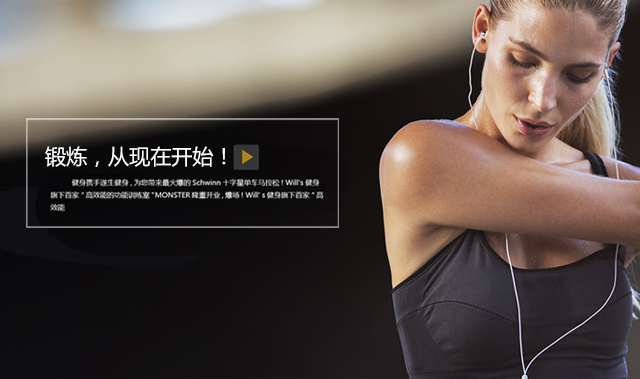 锻炼，从现在开始！
健身携手遂生健身，为您带来最火爆的 Schwinn 十字星单车马拉松！Will's 健身
旗下首家“高效能的功能训练室”MONSTER 隆重开业，爆场！Will's 健身旗下首家“高
效能